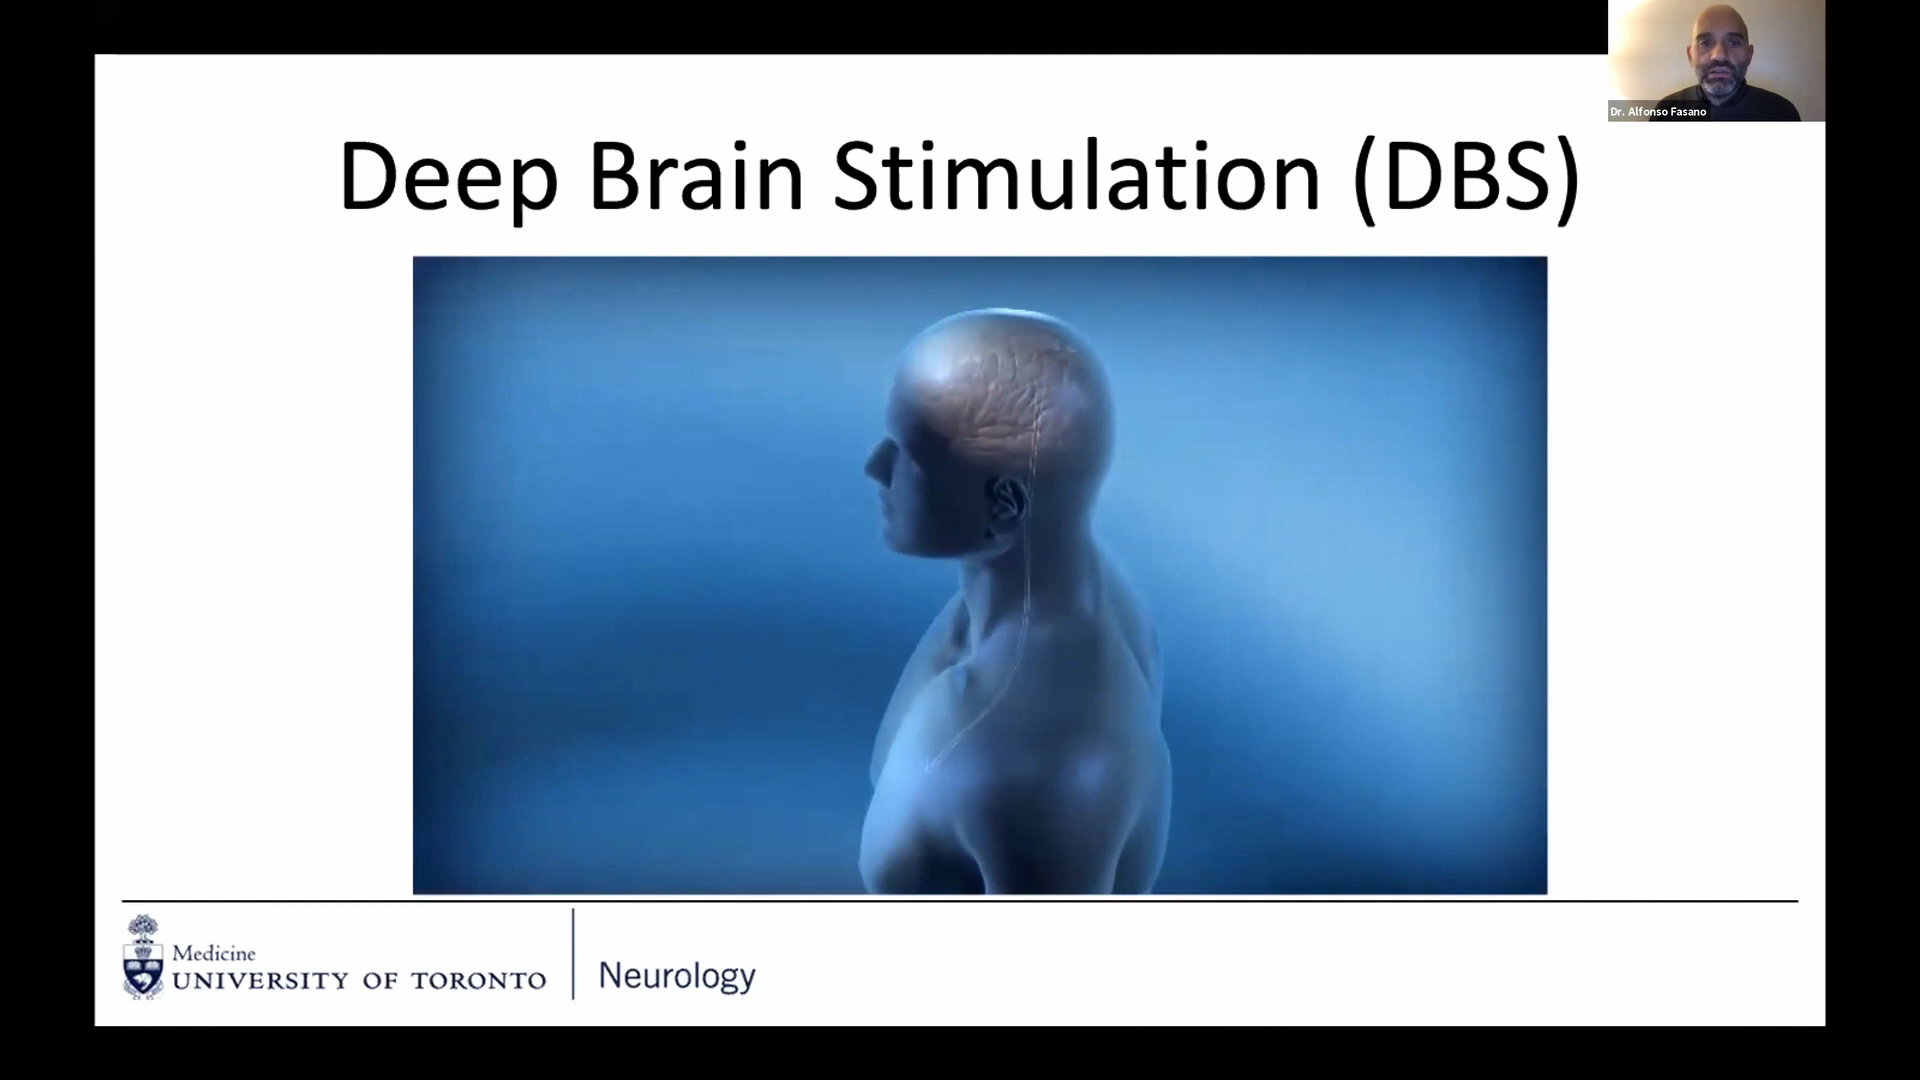 Dr. Alfonso Fasano
Deep Brain Stimulation (DBS)
Medicine
UNIVERSITY OF TORONTO
Neurology